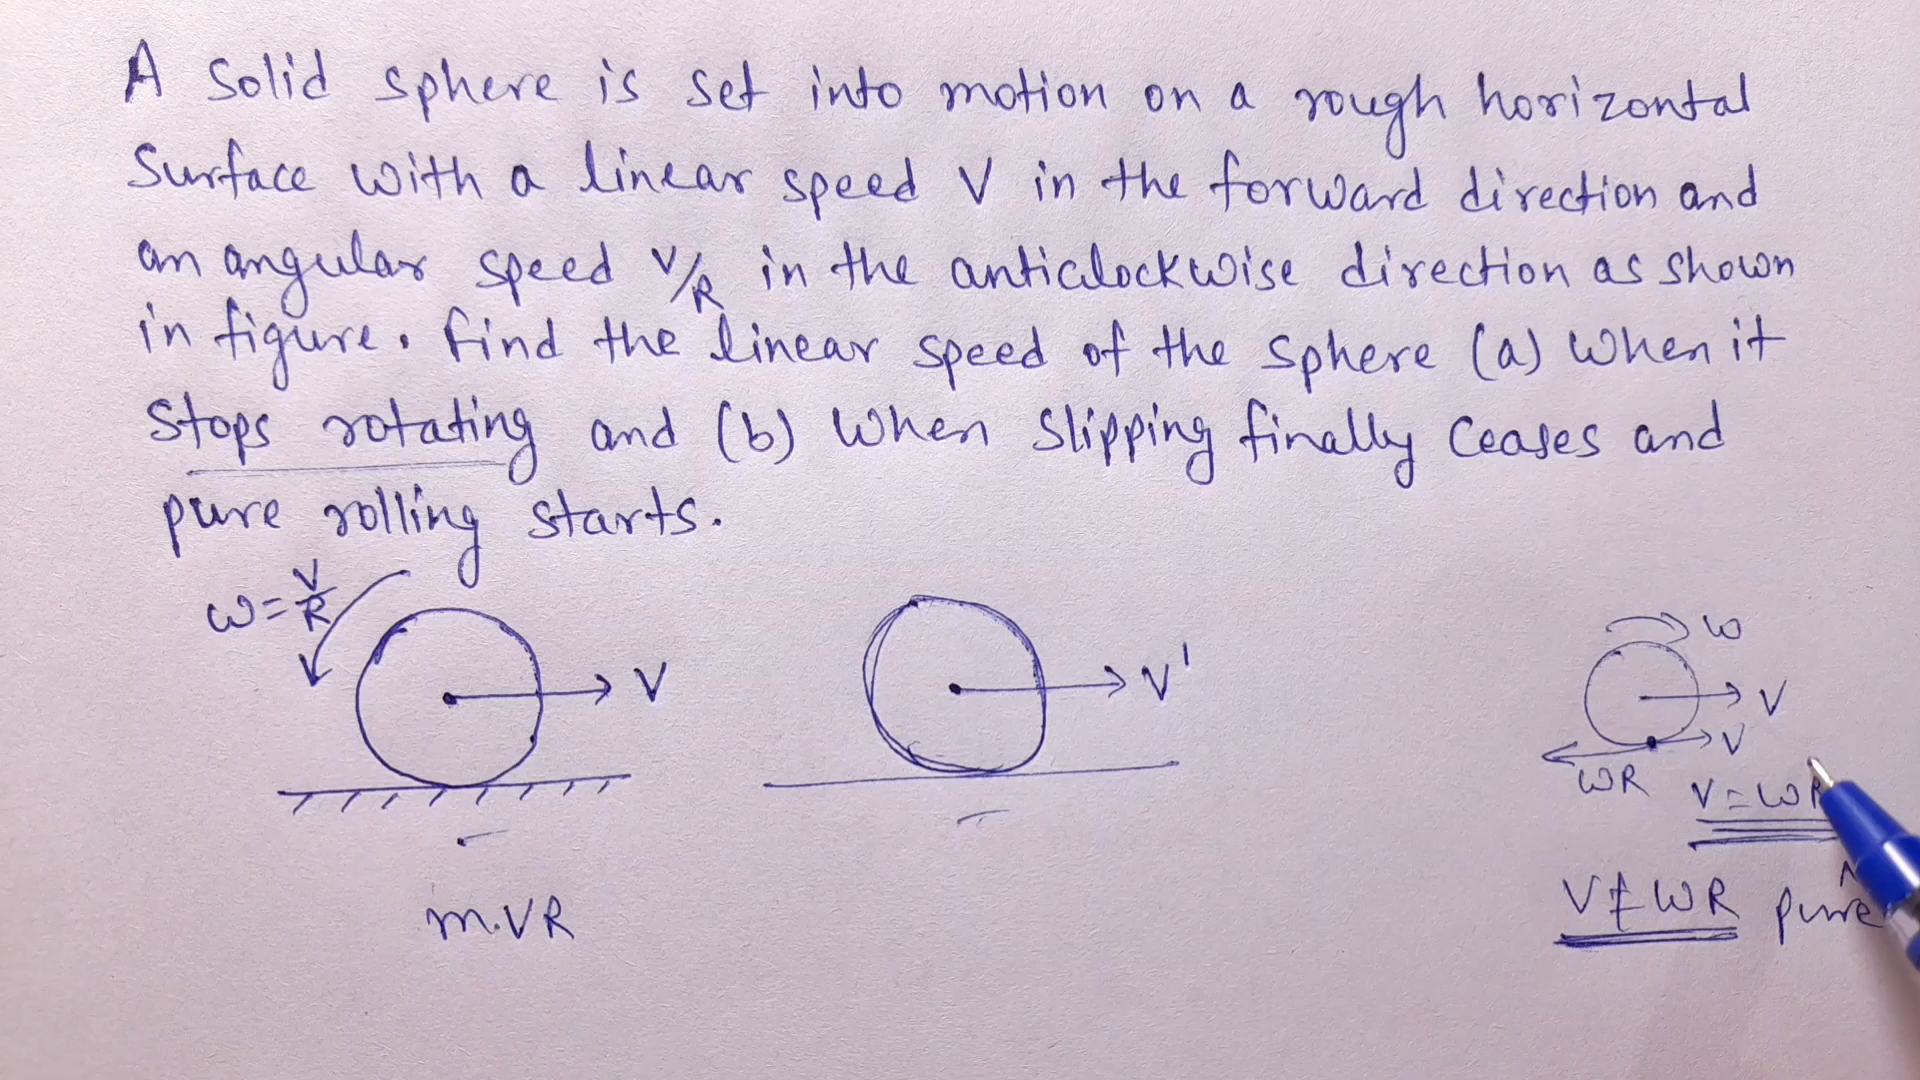 A Solid sphere is set into motion on a rough horizontal
Surface with a linear speed V in the forward direction and
an angular speed V/R in the anticlockwise direction as shown
in figure. find the linear speed of the sphere (a) When it
stops rotating and (b) When slipping finally ceases and
pure rolling starts.
ω = V/R
V
V'
ω
V
V
ωR
V = ωR
m.VR
V ≠ ωR pure